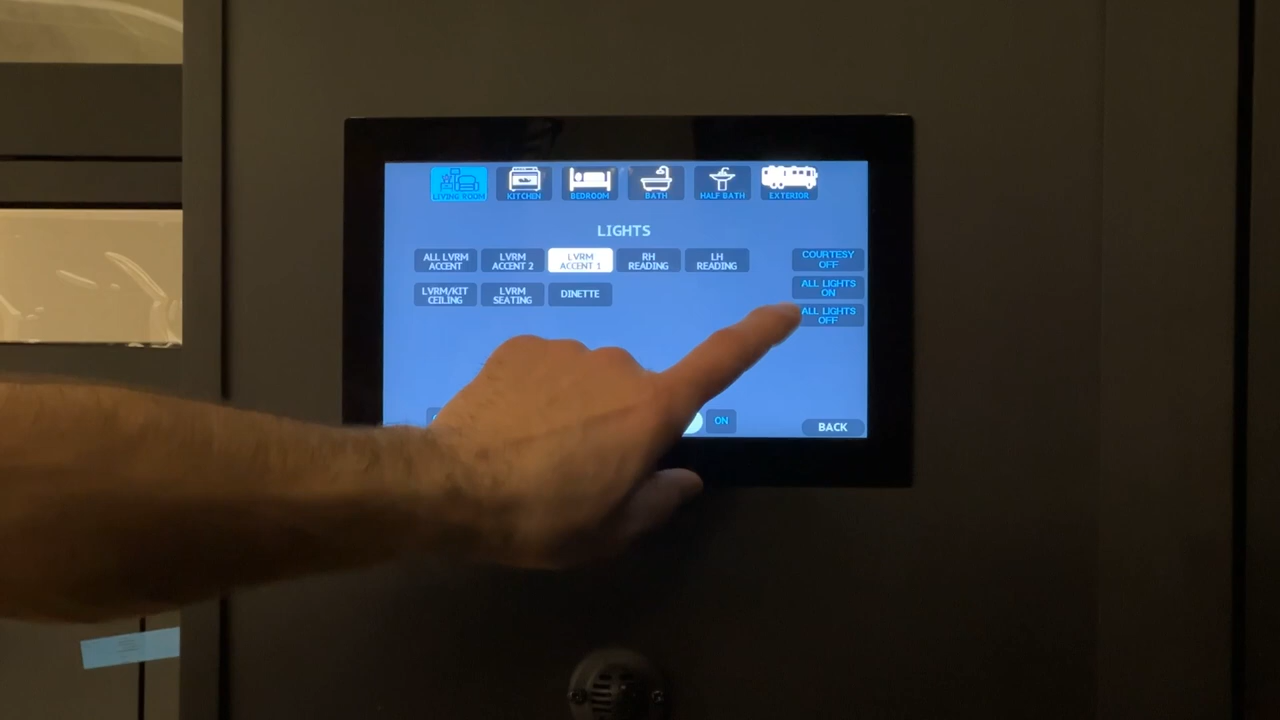 LIVING ROOM KITCHEN BEDROOM BATH HALF BATH EXTERIOR
LIGHTS
ALL LVRM
ACCENT
LVRM
ACCENT 2
LVRM
ACCENT 1
RH
READING
LH
READING
COURTESY
OFF
LVRM/KIT
CEILING
LVRM
SEATING
DINETTE
ALL LIGHTS
ON
ALL LIGHTS
OFF
ON
BACK